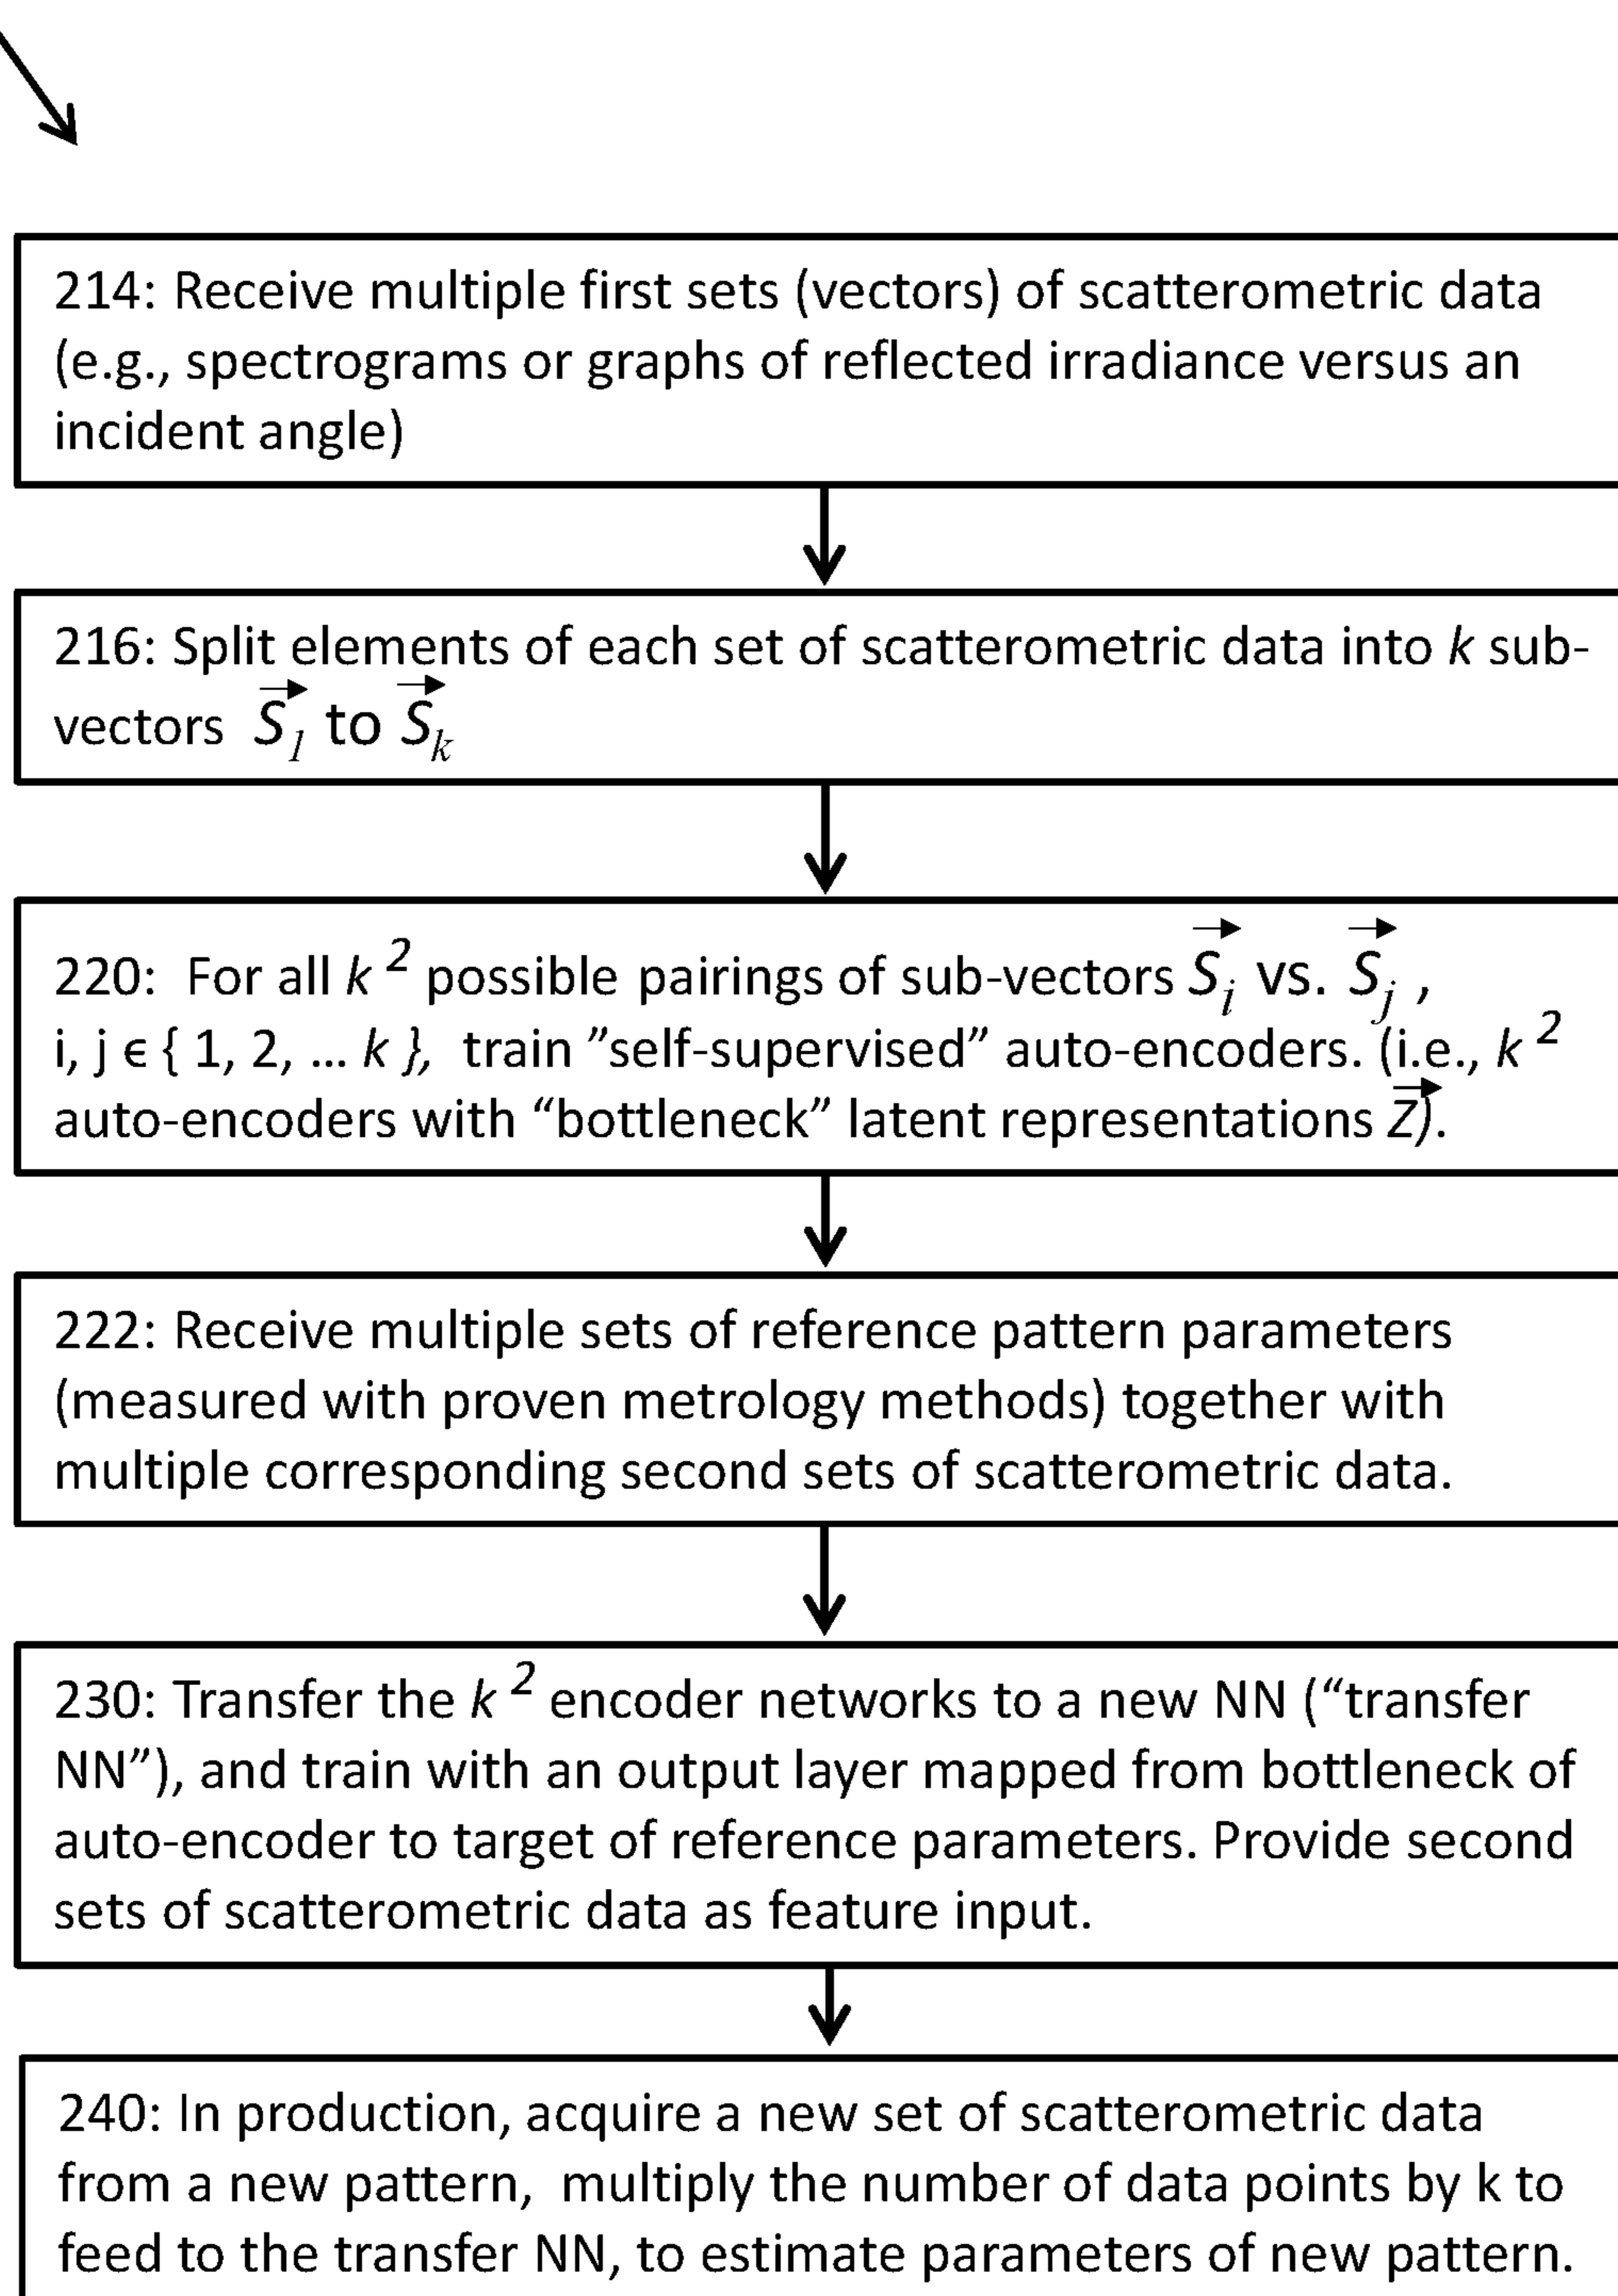 214: Receive multiple first sets (vectors) of scatterometric data
(e.g., spectrograms or graphs of reflected irradiance versus an
incident angle)
216: Split elements of each set of scatterometric data into k sub-
vectors S⃗₁ to S⃗ₖ
220: For all k² possible pairings of sub-vectors S⃗ᵢ vs. S⃗ⱼ ,
i, j ϵ { 1, 2, … k }, train ”self-supervised” auto-encoders. (i.e., k²
auto-encoders with “bottleneck” latent representations Z⃗).
222: Receive multiple sets of reference pattern parameters
(measured with proven metrology methods) together with
multiple corresponding second sets of scatterometric data.
230: Transfer the k² encoder networks to a new NN (“transfer
NN”), and train with an output layer mapped from bottleneck of
auto-encoder to target of reference parameters. Provide second
sets of scatterometric data as feature input.
240: In production, acquire a new set of scatterometric data
from a new pattern, multiply the number of data points by k to
feed to the transfer NN, to estimate parameters of new pattern.